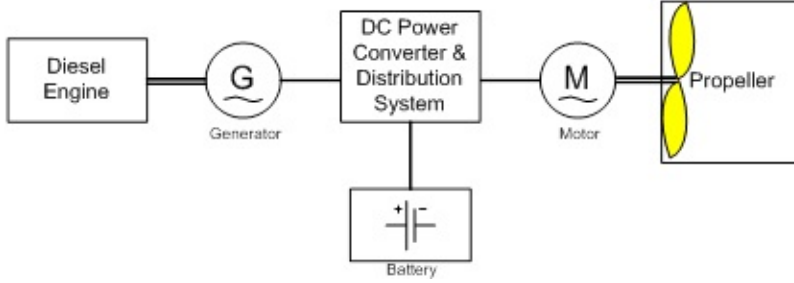 Diesel
Engine
G
Generator
DC Power
Converter &
Distribution
System
M
Motor
Propeller
+ −
Battery